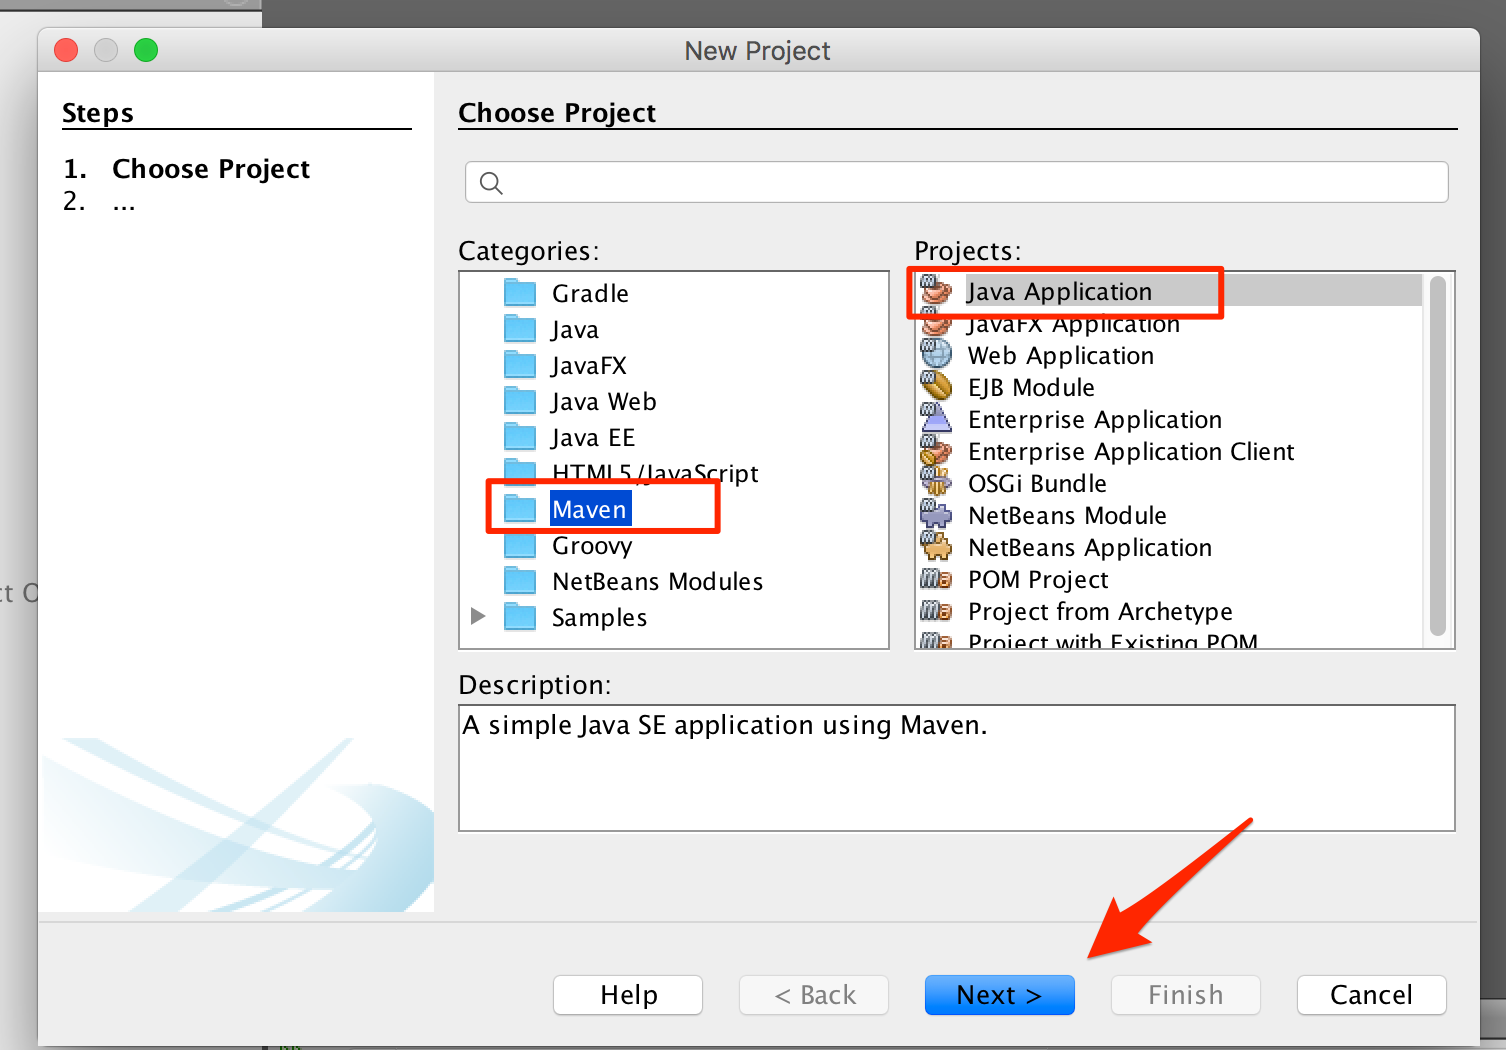 New Project
Steps
1. Choose Project
2. ...
Choose Project
Categories:
Gradle
Java
JavaFX
Java Web
Java EE
HTML5/JavaScript
Maven
Groovy
NetBeans Modules
Samples
Projects:
Java Application
JavaFX Application
Web Application
EJB Module
Enterprise Application
Enterprise Application Client
OSGi Bundle
NetBeans Module
NetBeans Application
POM Project
Project from Archetype
Project with Existing POM
Description:
A simple Java SE application using Maven.
Help
< Back
Next >
Finish
Cancel